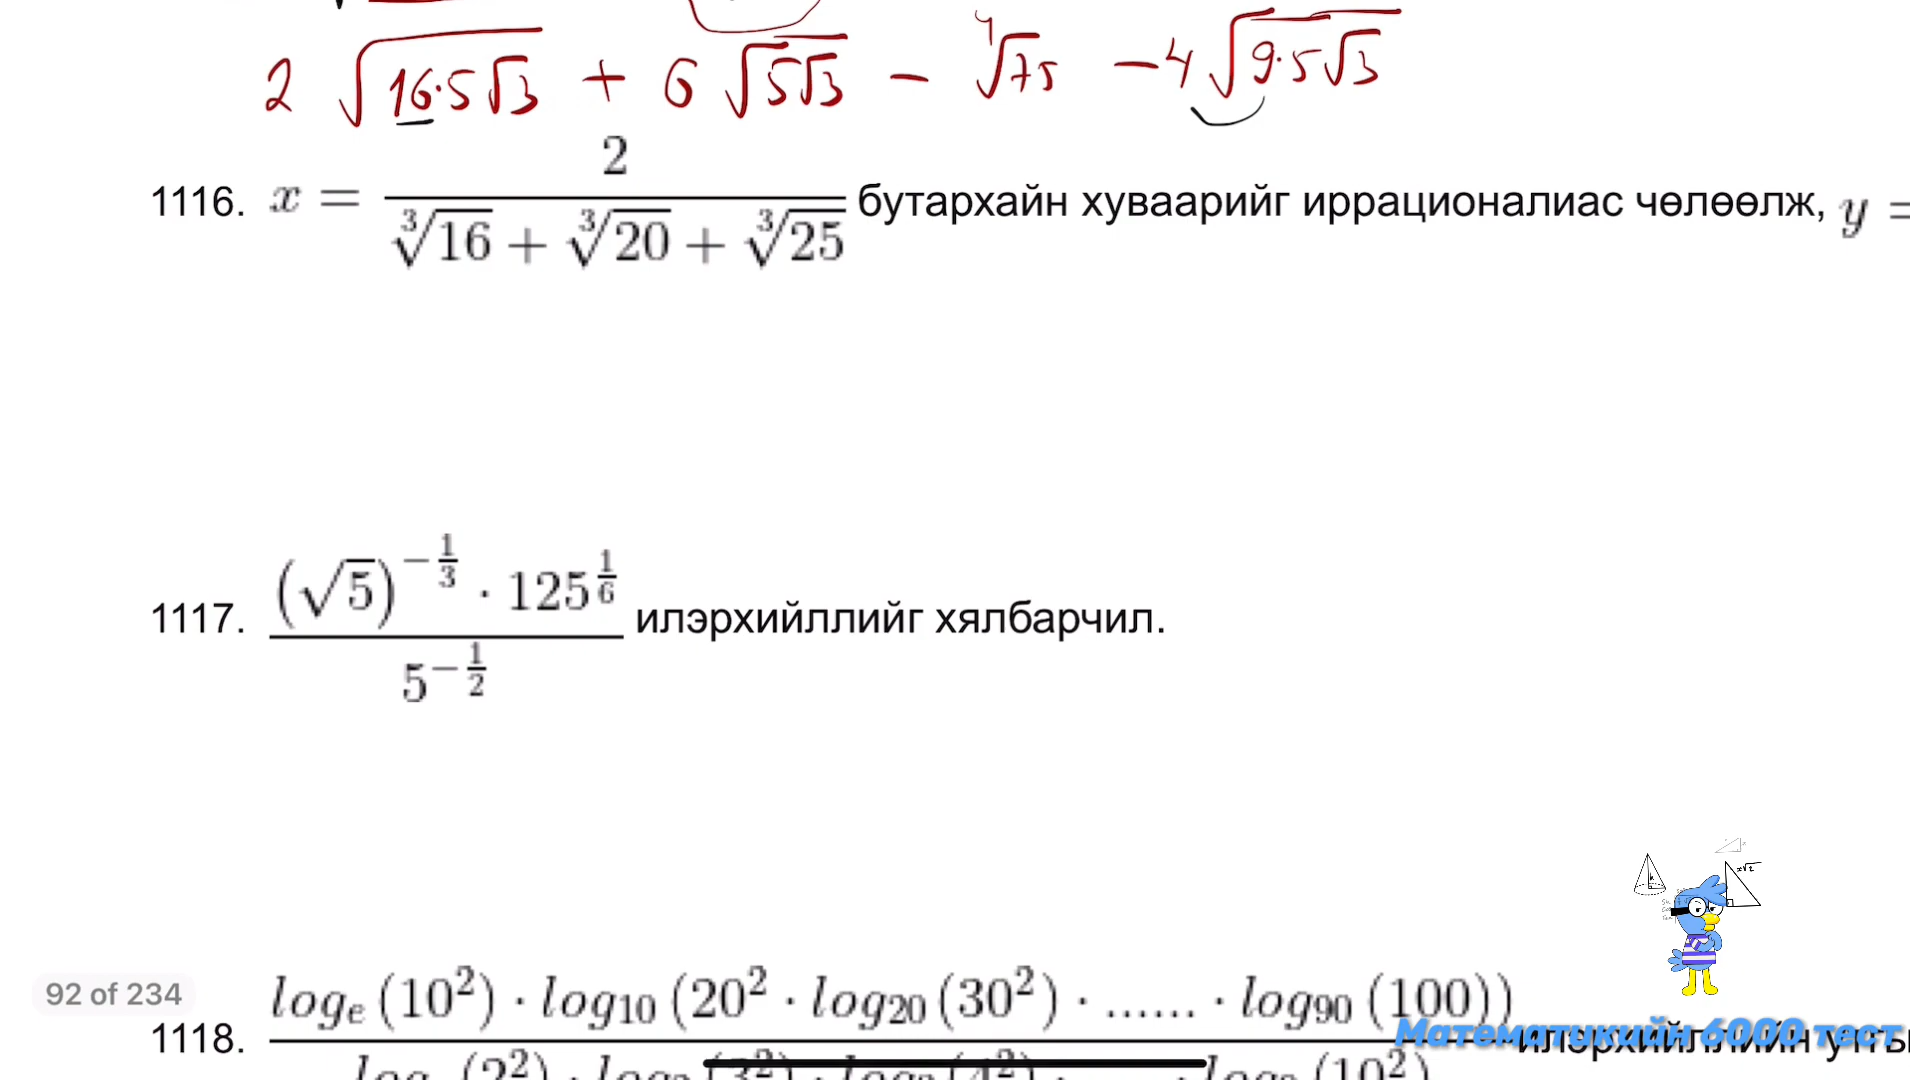 2 √(16·5√3) + 6 √(5√3) − ⁴√75 −4 √(9·5√3)
1116. x = 2 / (∛16 + ∛20 + ∛25) бутархайн хуваарийг иррационалиас чөлөөлж, y =
1117. (√5)^(−1/3) · 125^(1/6) / 5^(−1/2) илэрхийллийг хялбарчил.
1118. log_e (10²) · log₁₀ (20² · log₂₀ (30²) · ...... · log₉₀ (100)) илэрхийллийн
92 of 234
Математикийн 6000 тест